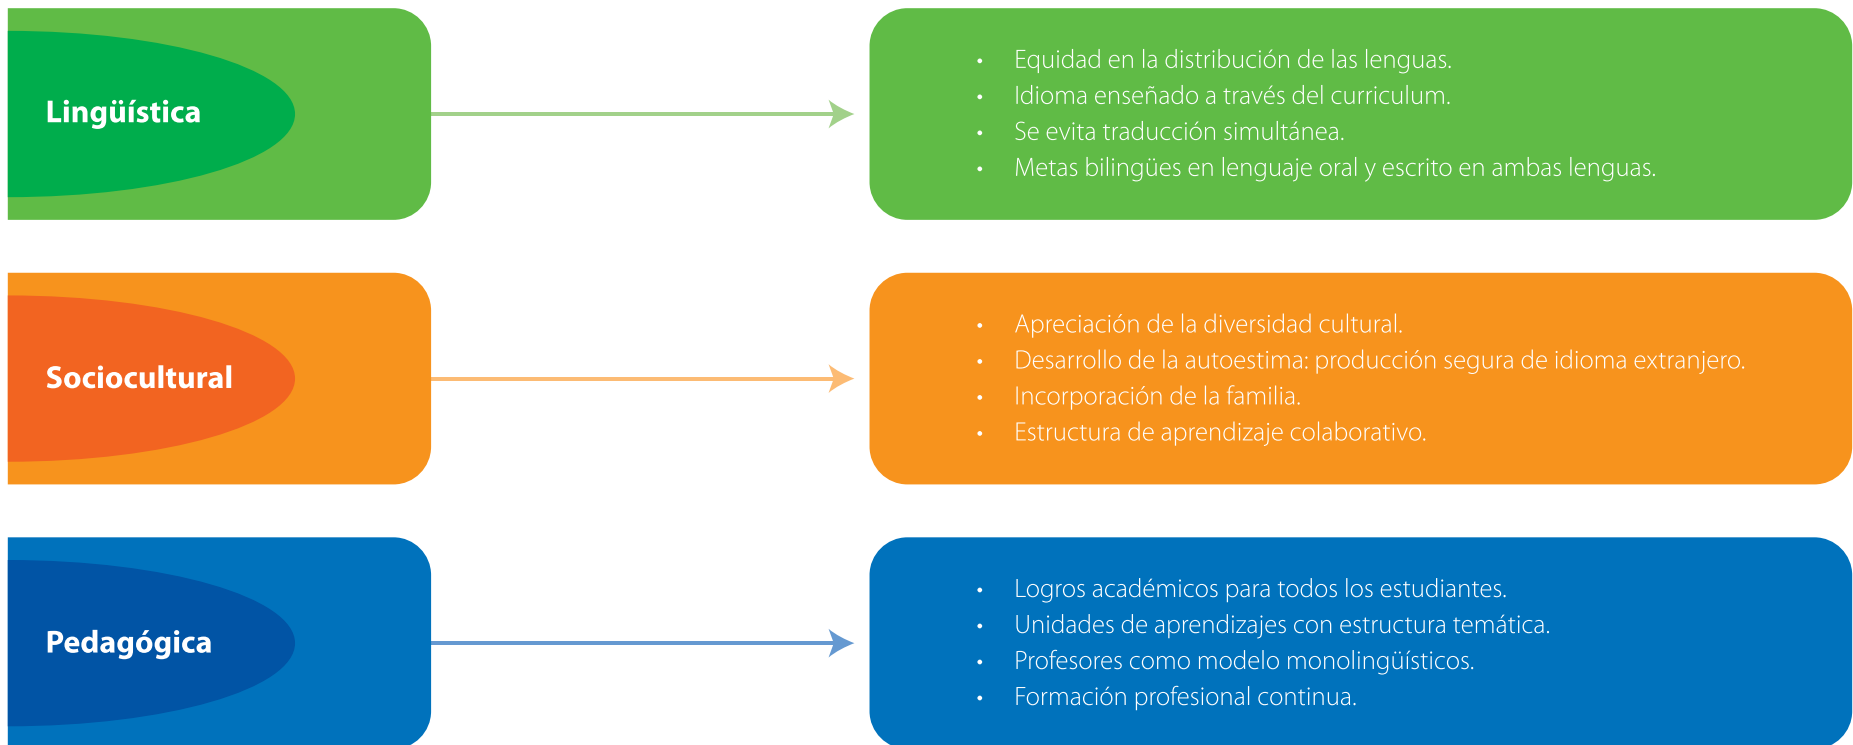 Lingüística
• Equidad en la distribución de las lenguas.
• Idioma enseñado a través del curriculum.
• Se evita traducción simultánea.
• Metas bilingües en lenguaje oral y escrito en ambas lenguas.
Sociocultural
• Apreciación de la diversidad cultural.
• Desarrollo de la autoestima: producción segura de idioma extranjero.
• Incorporación de la familia.
• Estructura de aprendizaje colaborativo.
Pedagógica
• Logros académicos para todos los estudiantes.
• Unidades de aprendizajes con estructura temática.
• Profesores como modelo monolingüísticos.
• Formación profesional continua.